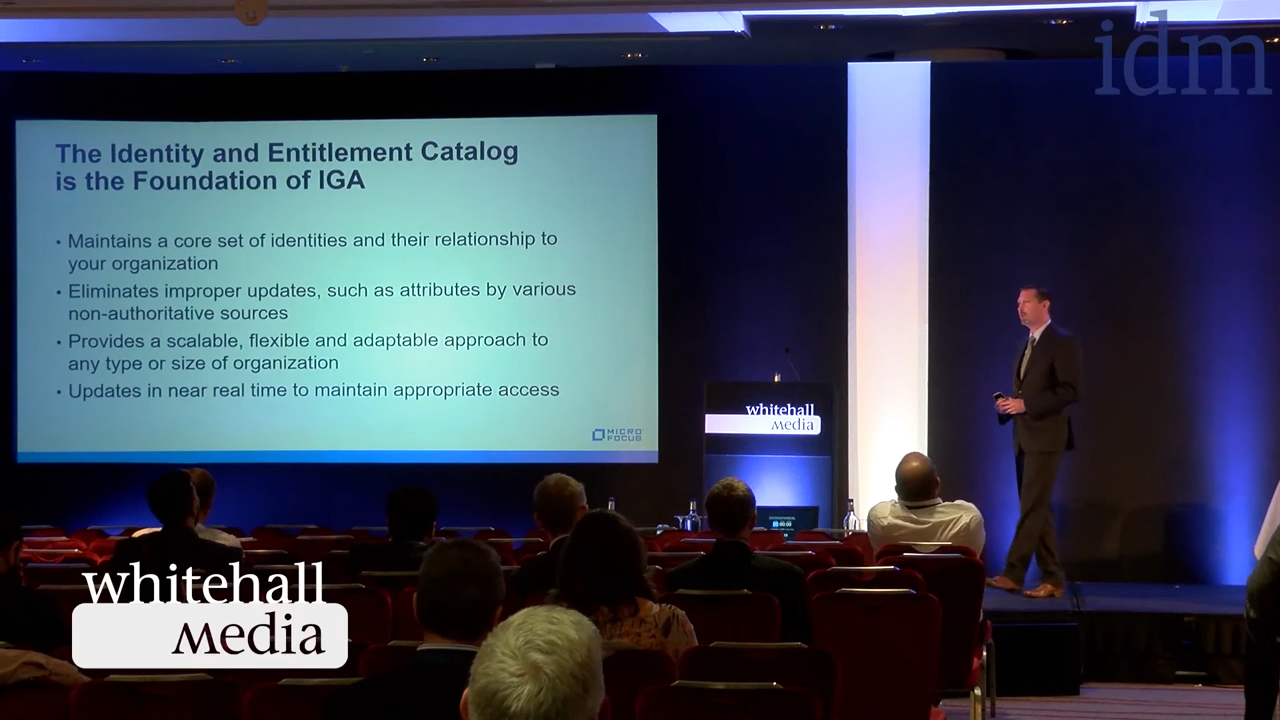 idm
The Identity and Entitlement Catalog
is the Foundation of IGA
• Maintains a core set of identities and their relationship to
your organization
• Eliminates improper updates, such as attributes by various
non-authoritative sources
• Provides a scalable, flexible and adaptable approach to
any type or size of organization
• Updates in near real time to maintain appropriate access
MICRO
FOCUS
whitehall
media
whitehall
media